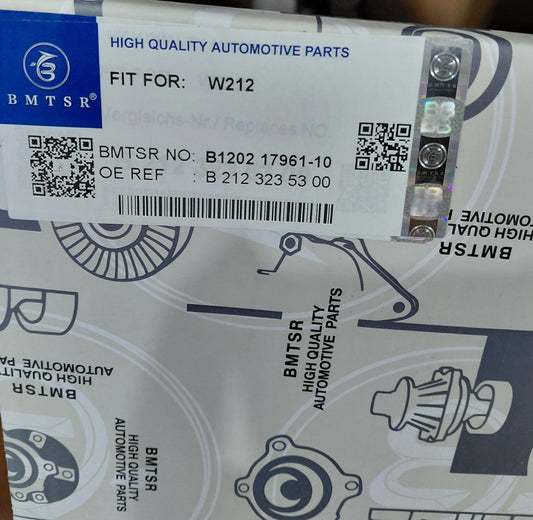 BMTSR®
HIGH QUALITY AUTOMOTIVE PARTS
FIT FOR: W212
Vergleichs-Nr./ Replaces NO
BMTSR NO: B1202 17961-10
OE REF : B 212 323 53 00
BMTSR
HIGH QUALITY
AUTOMOTIVE PARTS
BMTSR
HIGH QUALITY
AUTOMOTIVE PARTS
BMTSR
HIGH QUALITY
AUTOMOTIVE PA
BMTSR
HIGH QUALITY
AUTOMOTIVE PARTS